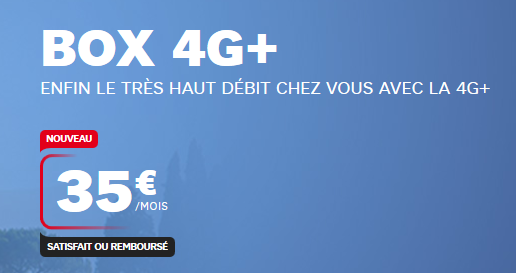 BOX 4G+
ENFIN LE TRÈS HAUT DÉBIT CHEZ VOUS AVEC LA 4G+
NOUVEAU
35€
/MOIS
SATISFAIT OU REMBOURSÉ